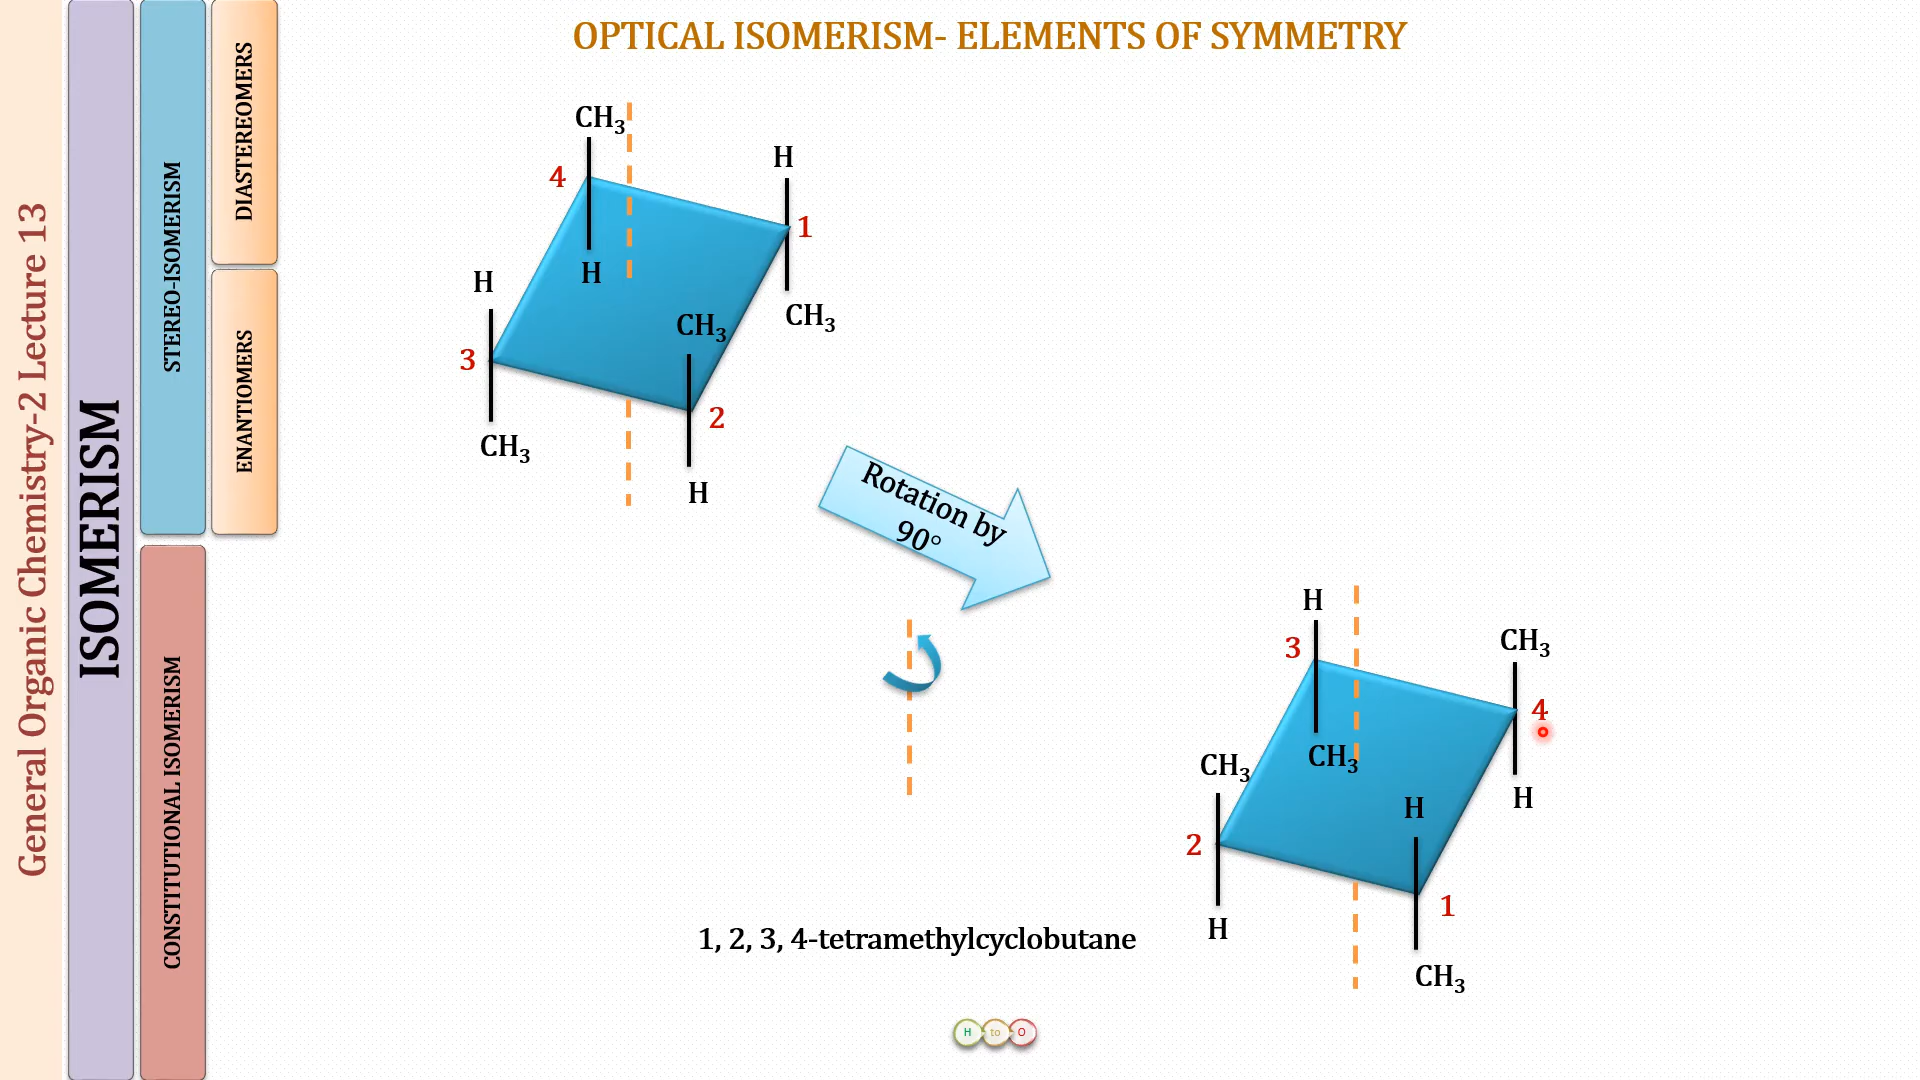 OPTICAL ISOMERISM- ELEMENTS OF SYMMETRY
General Organic Chemistry-2 Lecture 13
ISOMERISM
STEREO-ISOMERISM
CONSTITUTIONAL ISOMERISM
DIASTEREOMERS
ENANTIOMERS
CH₃
H
4
1
H
H
CH₃
CH₃
3
2
CH₃
H
Rotation by
90°
H
CH₃
3
4
CH₃
CH₃
H
H
2
1
H
CH₃
1, 2, 3, 4-tetramethylcyclobutane
H to O